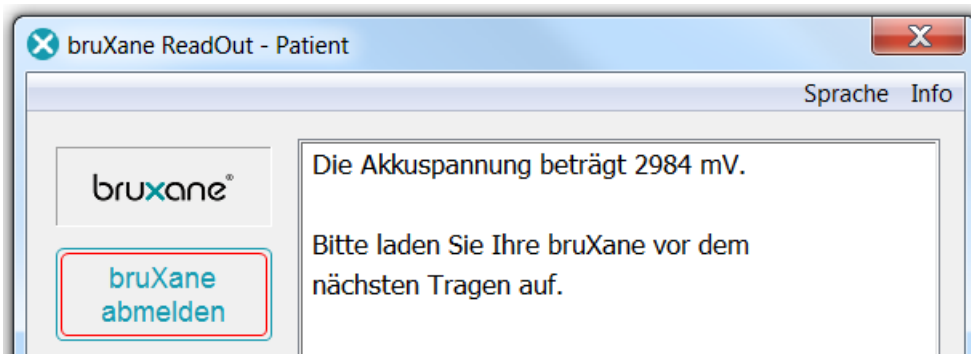 bruXane ReadOut - Patient
Sprache Info
bruxane®
Die Akkuspannung beträgt 2984 mV.
Bitte laden Sie Ihre bruXane vor dem
nächsten Tragen auf.
bruXane
abmelden